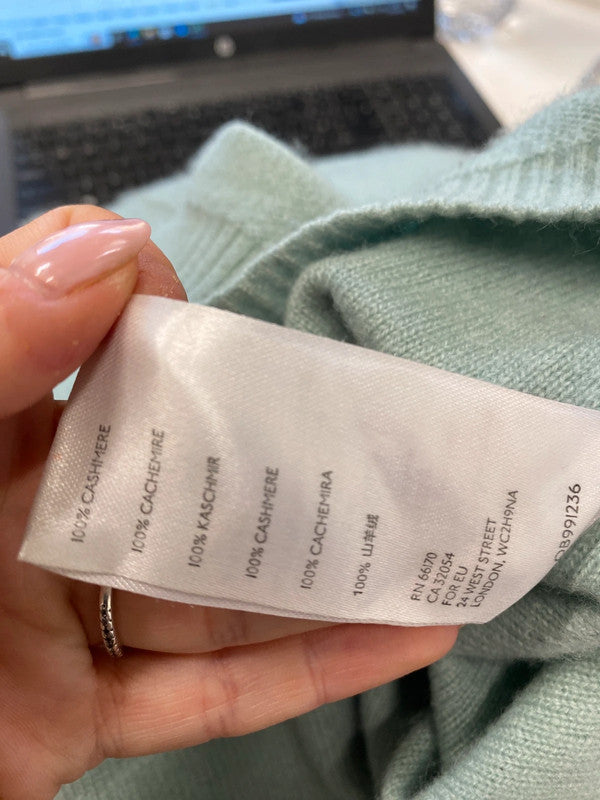 100% CASHMERE
100% CACHEMIRE
100% KASCHMIR
100% CASHMERE
100% CACHEMIRA
100% 山羊绒
RN 66170
CA 32054
FOR EU
24 WEST STREET
LONDON, WC2H9NA